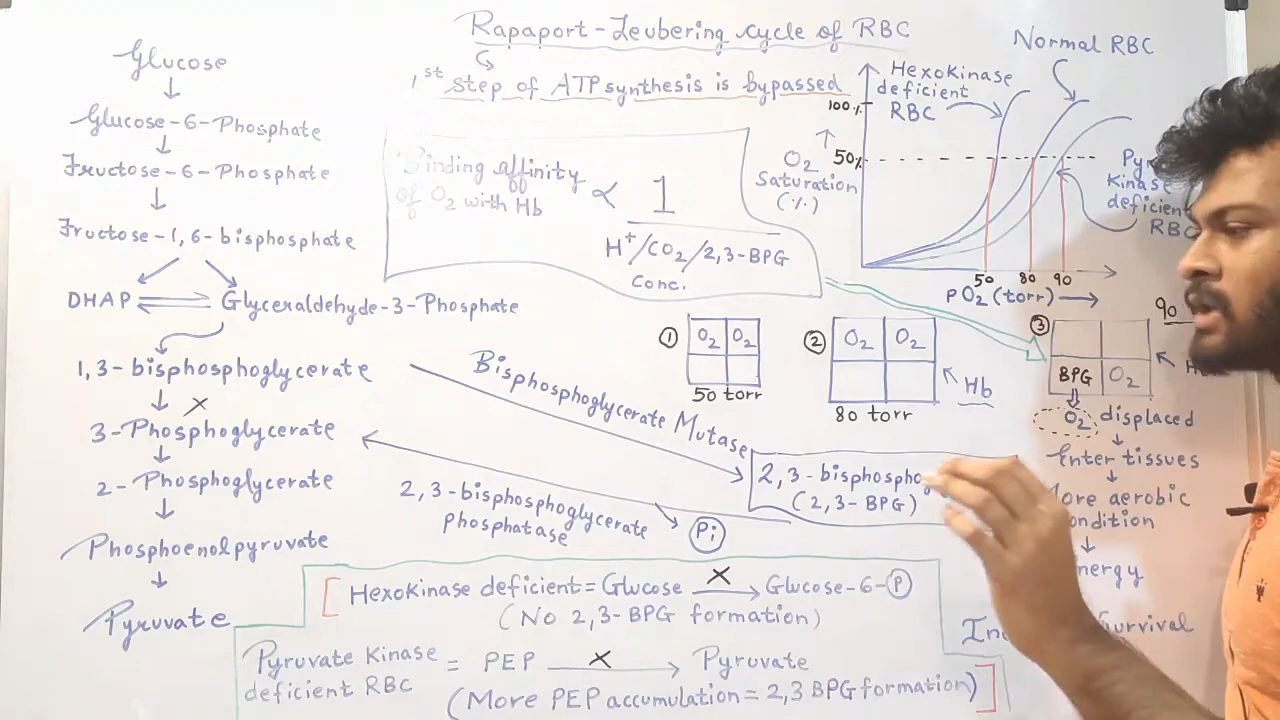 Rapaport-Leubering cycle of RBC
1st step of ATP synthesis is bypassed
Glucose
Glucose-6-Phosphate
Fructose-6-Phosphate
Fructose-1,6-bisphosphate
DHAP
Glyceraldehyde-3-Phosphate
1,3-bisphosphoglycerate
3-Phosphoglycerate
2-Phosphoglycerate
Phosphoenolpyruvate
Pyruvate
Binding affinity
of O2 with Hb
∝
1
H+/CO2/2,3-BPG
Conc.
Normal RBC
Hexokinase
deficient
RBC
100%
50%
O2
Saturation
(%)
Kinase
deficient
RBC
50 80 90
pO2 (torr)
① O2 O2
50 torr
② O2 O2
80 torr
Hb
③
BPG O2
90
O2 displaced
Enter tissues
aerobic
Survival
Bisphosphoglycerate Mutase
(2,3-BPG)
2,3-bisphosphoglycerate
phosphatase
Pi
Hexokinase deficient = Glucose X Glucose-6-P
(No 2,3-BPG formation)
Pyruvate Kinase
deficient RBC
= PEP X Pyruvate
(More PEP accumulation = 2,3 BPG formation)